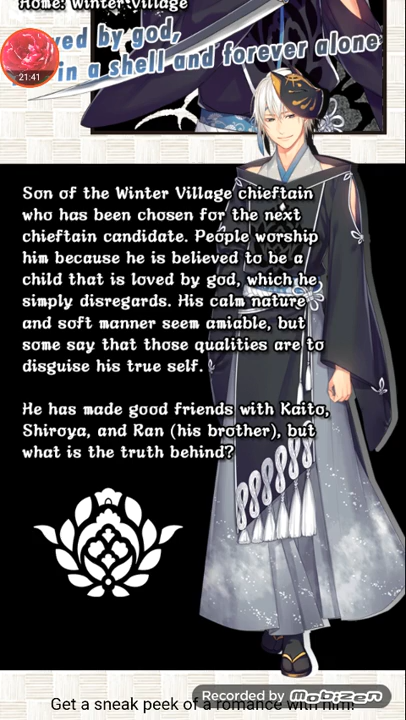 Home: Winter Village
ved by god,
in a shell and forever alone
21:41
Son of the Winter Village chieftain
who has been chosen for the next
chieftain candidate. People worship
him because he is believed to be a
child that is loved by god, which he
simply disregards. His calm nature
and soft manner seem amiable, but
some say that those qualities are to
disguise his true self.
He has made good friends with Kaito,
Shiroya, and Ran (his brother), but
what is the truth behind?
Get a sneak peek of a romance with him!
Recorded by Mobizen